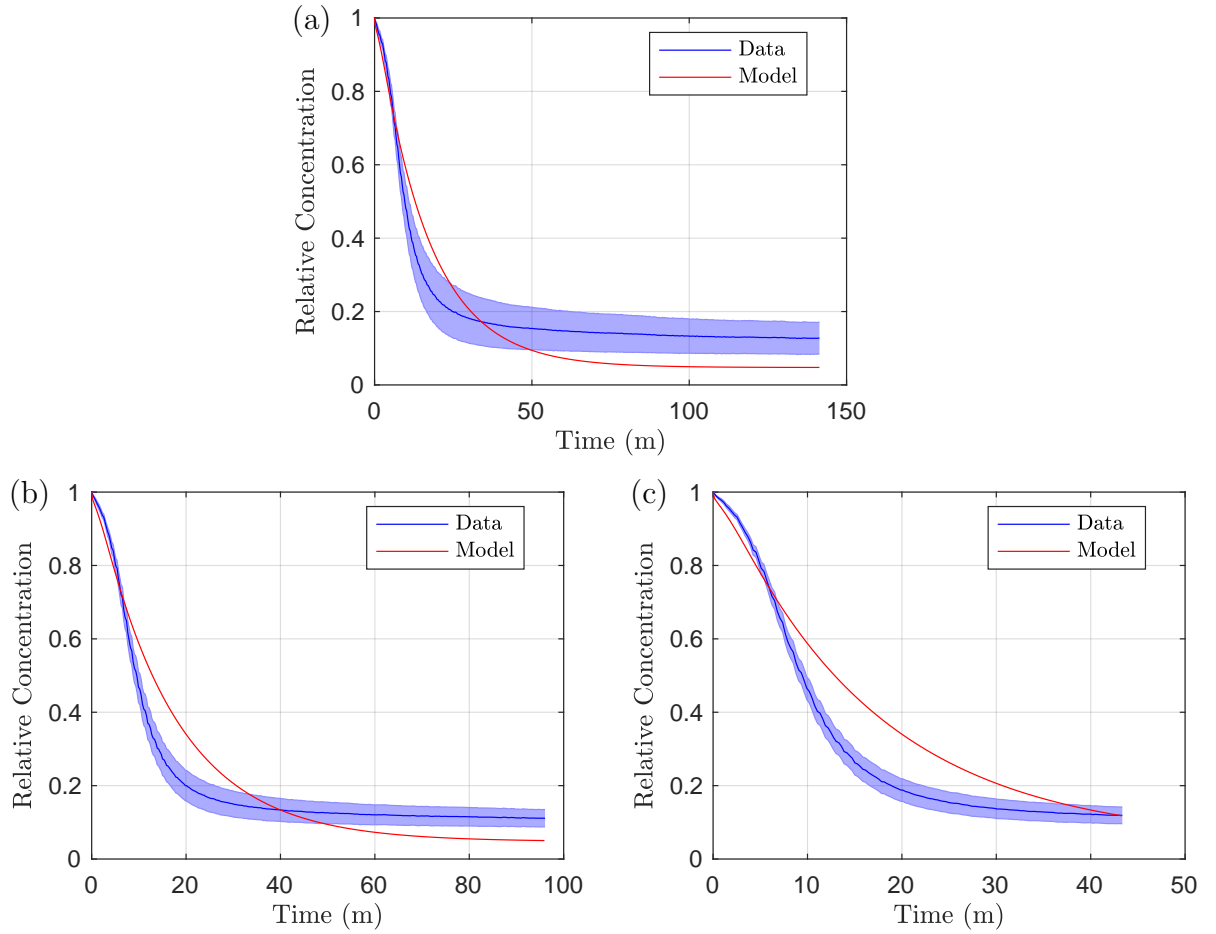 (a)
Relative Concentration
1
0.8
0.6
0.4
0.2
0
Data
Model
0 50 100 150
Time (m)
(b)
Relative Concentration
1
0.8
0.6
0.4
0.2
0
Data
Model
0 20 40 60 80 100
Time (m)
(c)
Relative Concentration
1
0.8
0.6
0.4
0.2
0
Data
Model
0 10 20 30 40 50
Time (m)